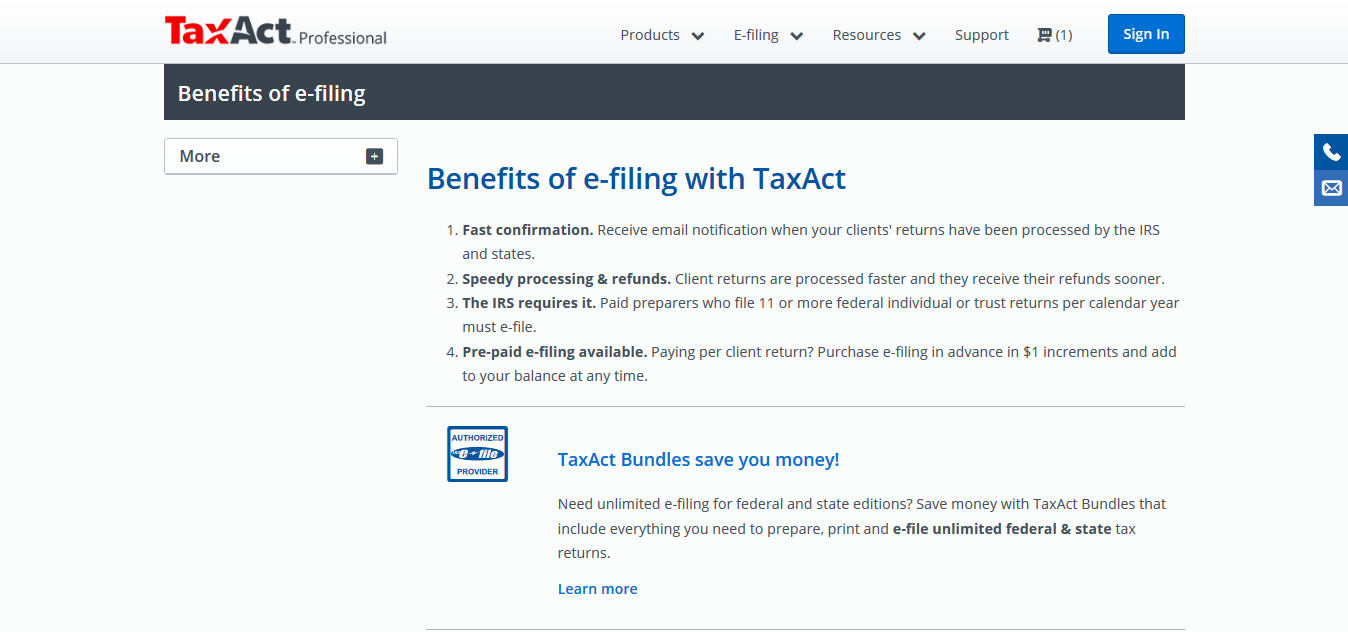 TaxAct Professional
Products
E-filing
Resources
Support
(1)
Sign In
Benefits of e-filing
More
Benefits of e-filing with TaxAct
1. Fast confirmation. Receive email notification when your clients' returns have been processed by the IRS
and states.
2. Speedy processing & refunds. Client returns are processed faster and they receive their refunds sooner.
3. The IRS requires it. Paid preparers who file 11 or more federal individual or trust returns per calendar year
must e-file.
4. Pre-paid e-filing available. Paying per client return? Purchase e-filing in advance in $1 increments and add
to your balance at any time.
AUTHORIZED
e-file
PROVIDER
TaxAct Bundles save you money!
Need unlimited e-filing for federal and state editions? Save money with TaxAct Bundles that
include everything you need to prepare, print and e-file unlimited federal & state tax
returns.
Learn more